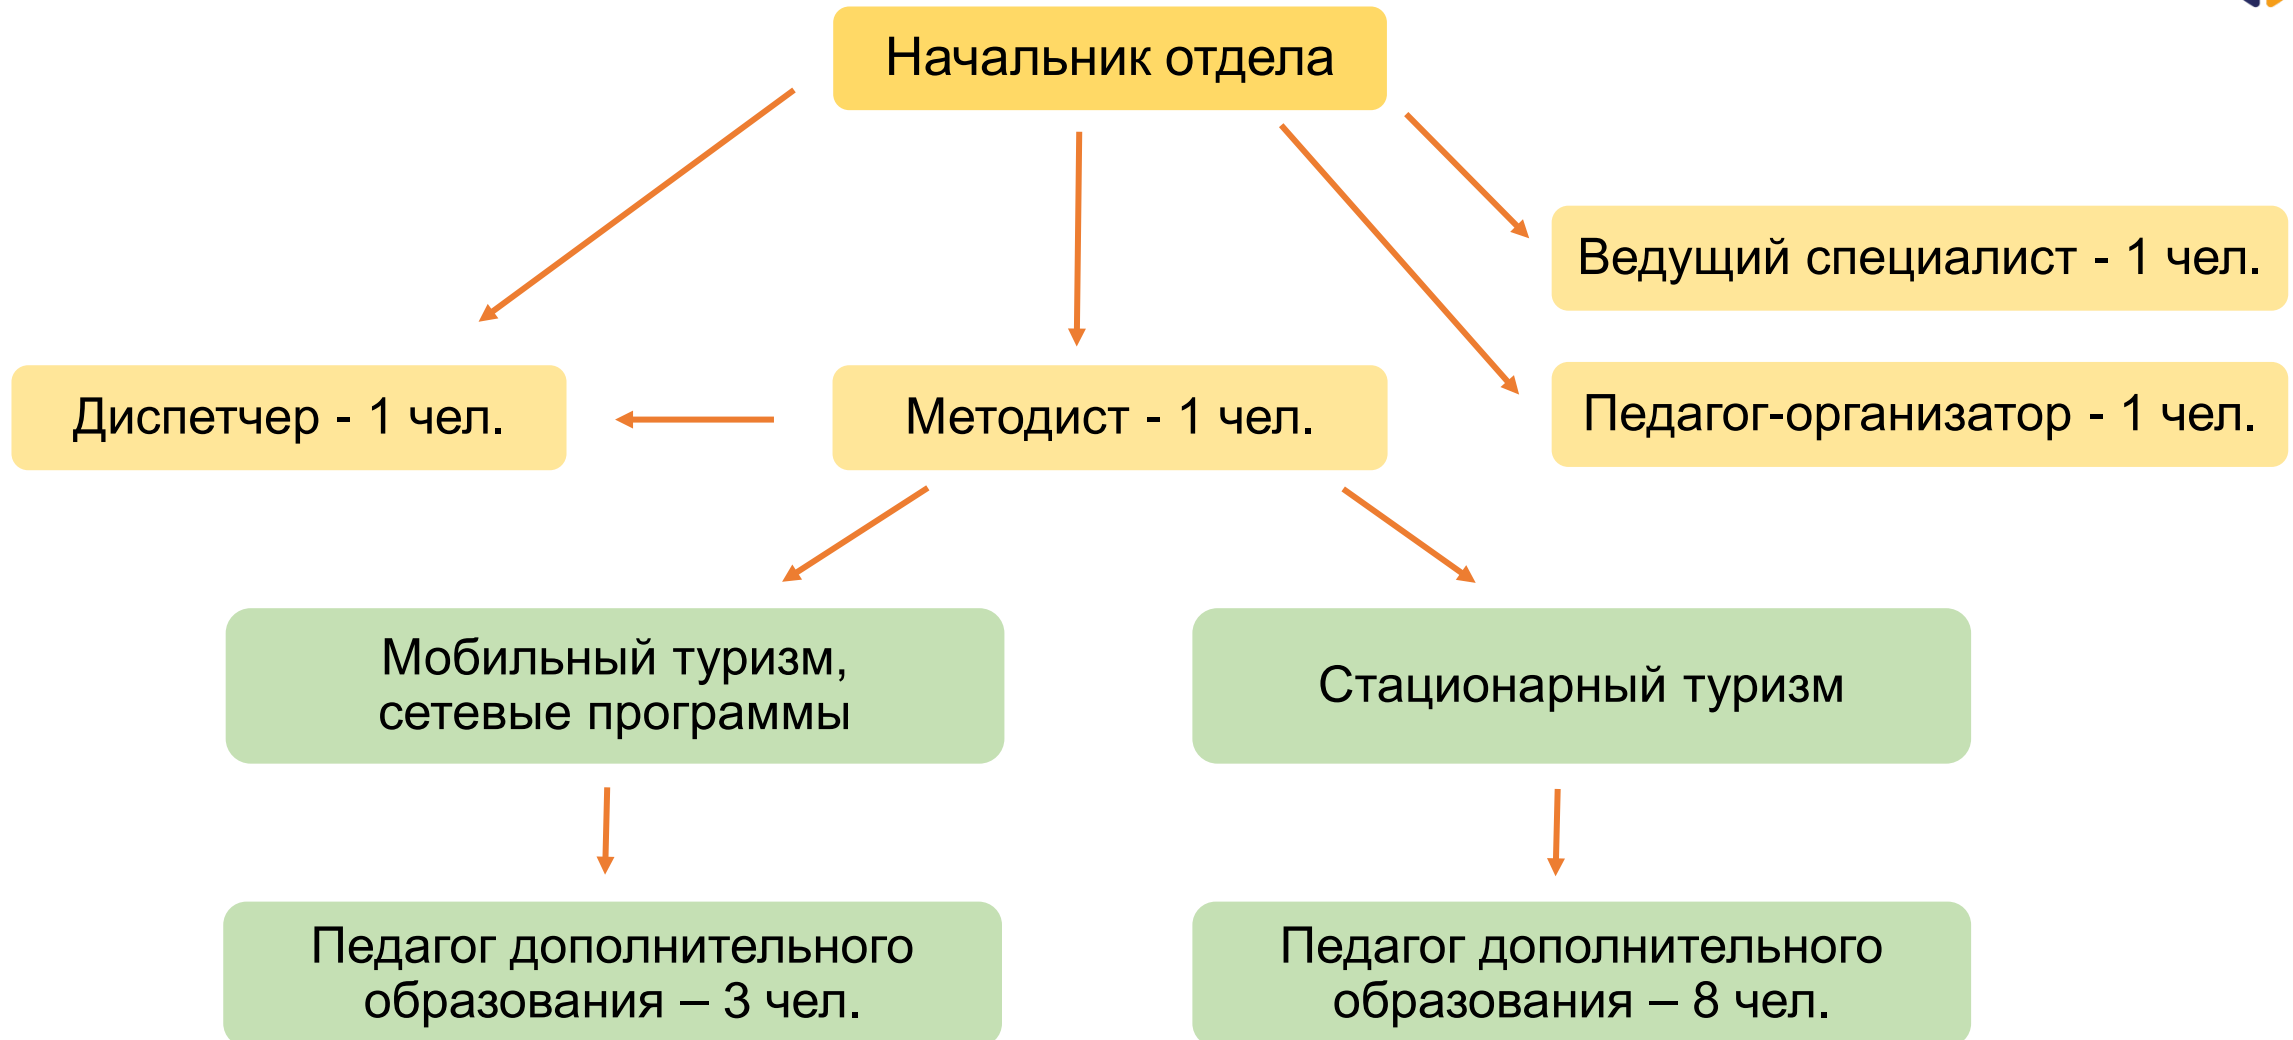 Начальник отдела
Ведущий специалист - 1 чел.
Диспетчер - 1 чел.
Методист - 1 чел.
Педагог-организатор - 1 чел.
Мобильный туризм,
сетевые программы
Стационарный туризм
Педагог дополнительного
образования – 3 чел.
Педагог дополнительного
образования – 8 чел.